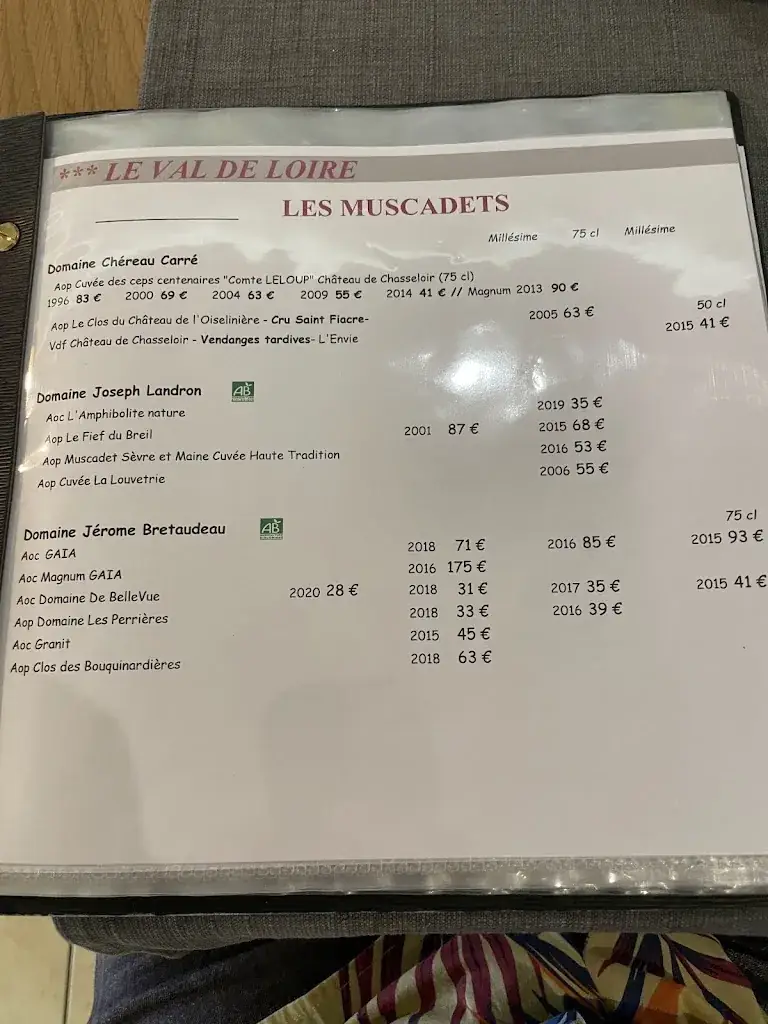 *** LE VAL DE LOIRE
LES MUSCADETS
Millésime 75 cl Millésime
Domaine Chéreau Carré
Aop Cuvée des ceps centenaires "Comte LELOUP" Château de Chasseloir (75 cl)
1996 83 € 2000 69 € 2004 63 € 2009 55 € 2014 41 € // Magnum 2013 90 €
Aop Le Clos du Château de l'Oiselinière - Cru Saint Fiacre- 2005 63 € 50 cl
Vdf Château de Chasseloir - Vendanges tardives- L'Envie 2015 41 €
Domaine Joseph Landron AB
Aoc L'Amphibolite nature 2019 35 €
Aop Le Fief du Breil 2001 87 € 2015 68 €
Aop Muscadet Sèvre et Maine Cuvée Haute Tradition 2016 53 €
Aop Cuvée La Louvetrie 2006 55 €
Domaine Jérome Bretaudeau AB 75 cl
Aoc GAIA 2018 71 € 2016 85 € 2015 93 €
Aoc Magnum GAIA 2016 175 €
Aoc Domaine De BelleVue 2020 28 € 2018 31 € 2017 35 € 2015 41 €
Aop Domaine Les Perrières 2018 33 € 2016 39 €
Aoc Granit 2015 45 €
Aop Clos des Bouquinardières 2018 63 €